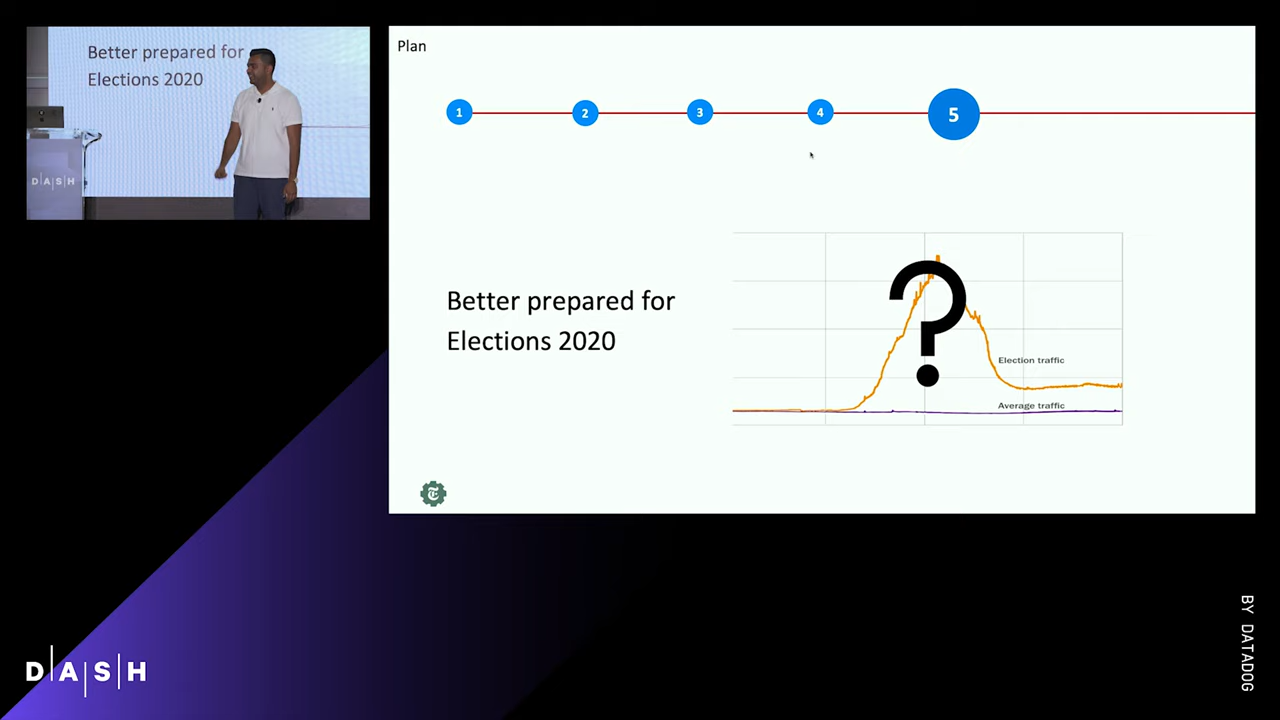 Better prepared for
Elections 2020
D|A|S|H
Plan
1
2
3
4
5
Better prepared for
Elections 2020
?
Election traffic
Average traffic
T
D|A|S|H
BY DATADOG